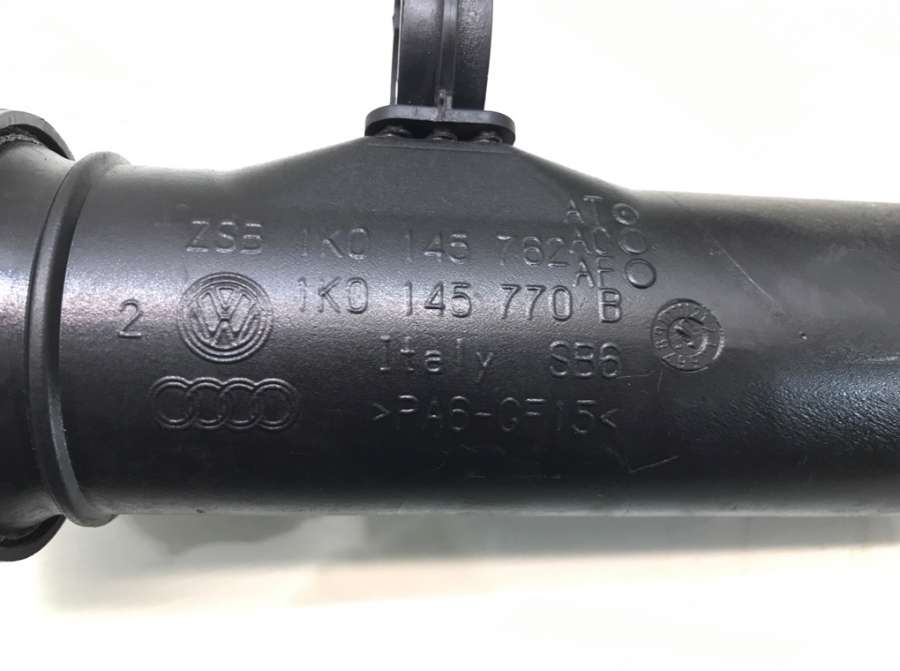 AT
ZSB 1K0 145 762 AC
AF
2 1K0 145 770 B
Italy SB6
>PA6-GF15<